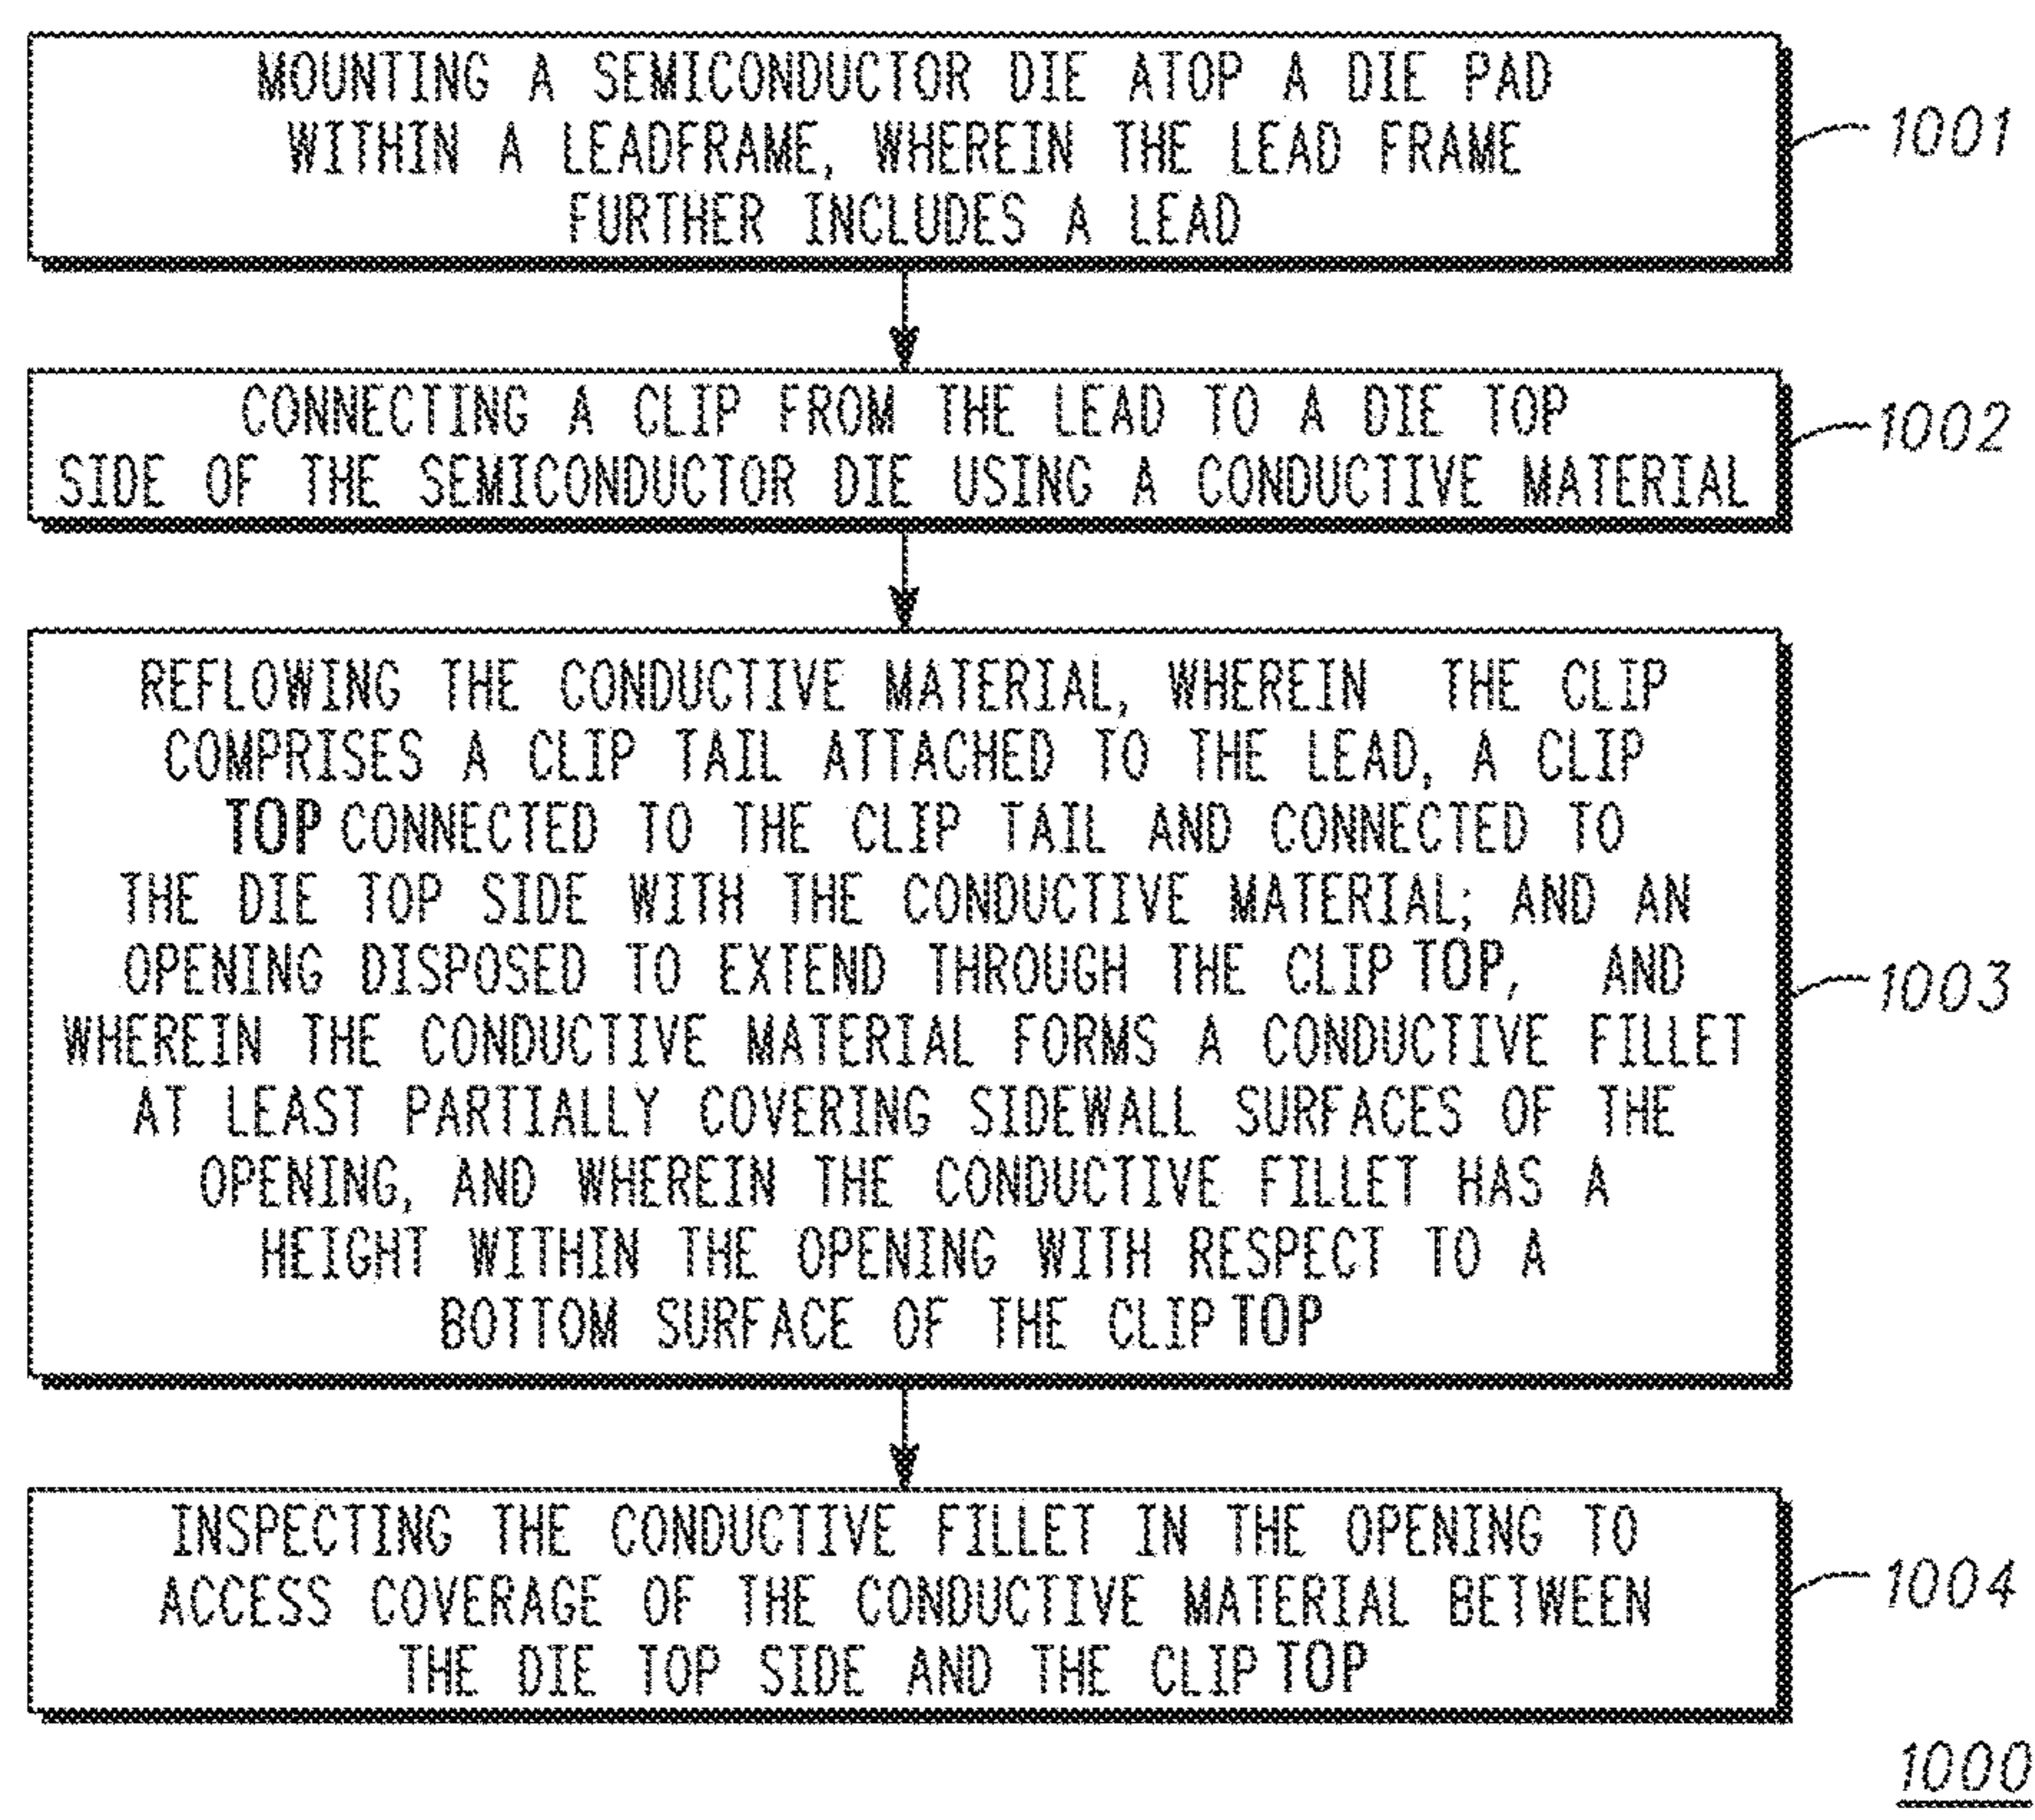 MOUNTING A SEMICONDUCTOR DIE ATOP A DIE PAD
WITHIN A LEADFRAME, WHEREIN THE LEAD FRAME
FURTHER INCLUDES A LEAD
1001
CONNECTING A CLIP FROM THE LEAD TO A DIE TOP
SIDE OF THE SEMICONDUCTOR DIE USING A CONDUCTIVE MATERIAL
1002
REFLOWING THE CONDUCTIVE MATERIAL, WHEREIN THE CLIP
COMPRISES A CLIP TAIL ATTACHED TO THE LEAD, A CLIP
TOP CONNECTED TO THE CLIP TAIL AND CONNECTED TO
THE DIE TOP SIDE WITH THE CONDUCTIVE MATERIAL; AND AN
OPENING DISPOSED TO EXTEND THROUGH THE CLIP TOP, AND
WHEREIN THE CONDUCTIVE MATERIAL FORMS A CONDUCTIVE FILLET
AT LEAST PARTIALLY COVERING SIDEWALL SURFACES OF THE
OPENING, AND WHEREIN THE CONDUCTIVE FILLET HAS A
HEIGHT WITHIN THE OPENING WITH RESPECT TO A
BOTTOM SURFACE OF THE CLIP TOP
1003
INSPECTING THE CONDUCTIVE FILLET IN THE OPENING TO
ACCESS COVERAGE OF THE CONDUCTIVE MATERIAL BETWEEN
THE DIE TOP SIDE AND THE CLIP TOP
1004
1000